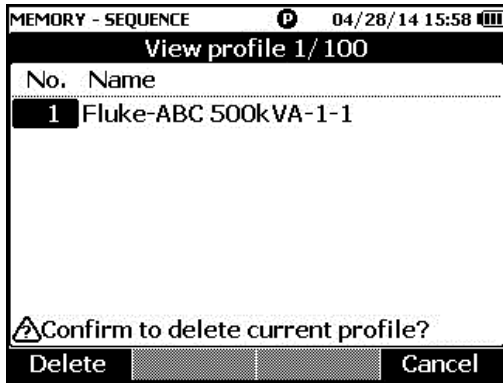 MEMORY - SEQUENCE P 04/28/14 15:58
View profile 1/100
No. Name
1 Fluke-ABC 500kVA-1-1
Confirm to delete current profile?
Delete Cancel